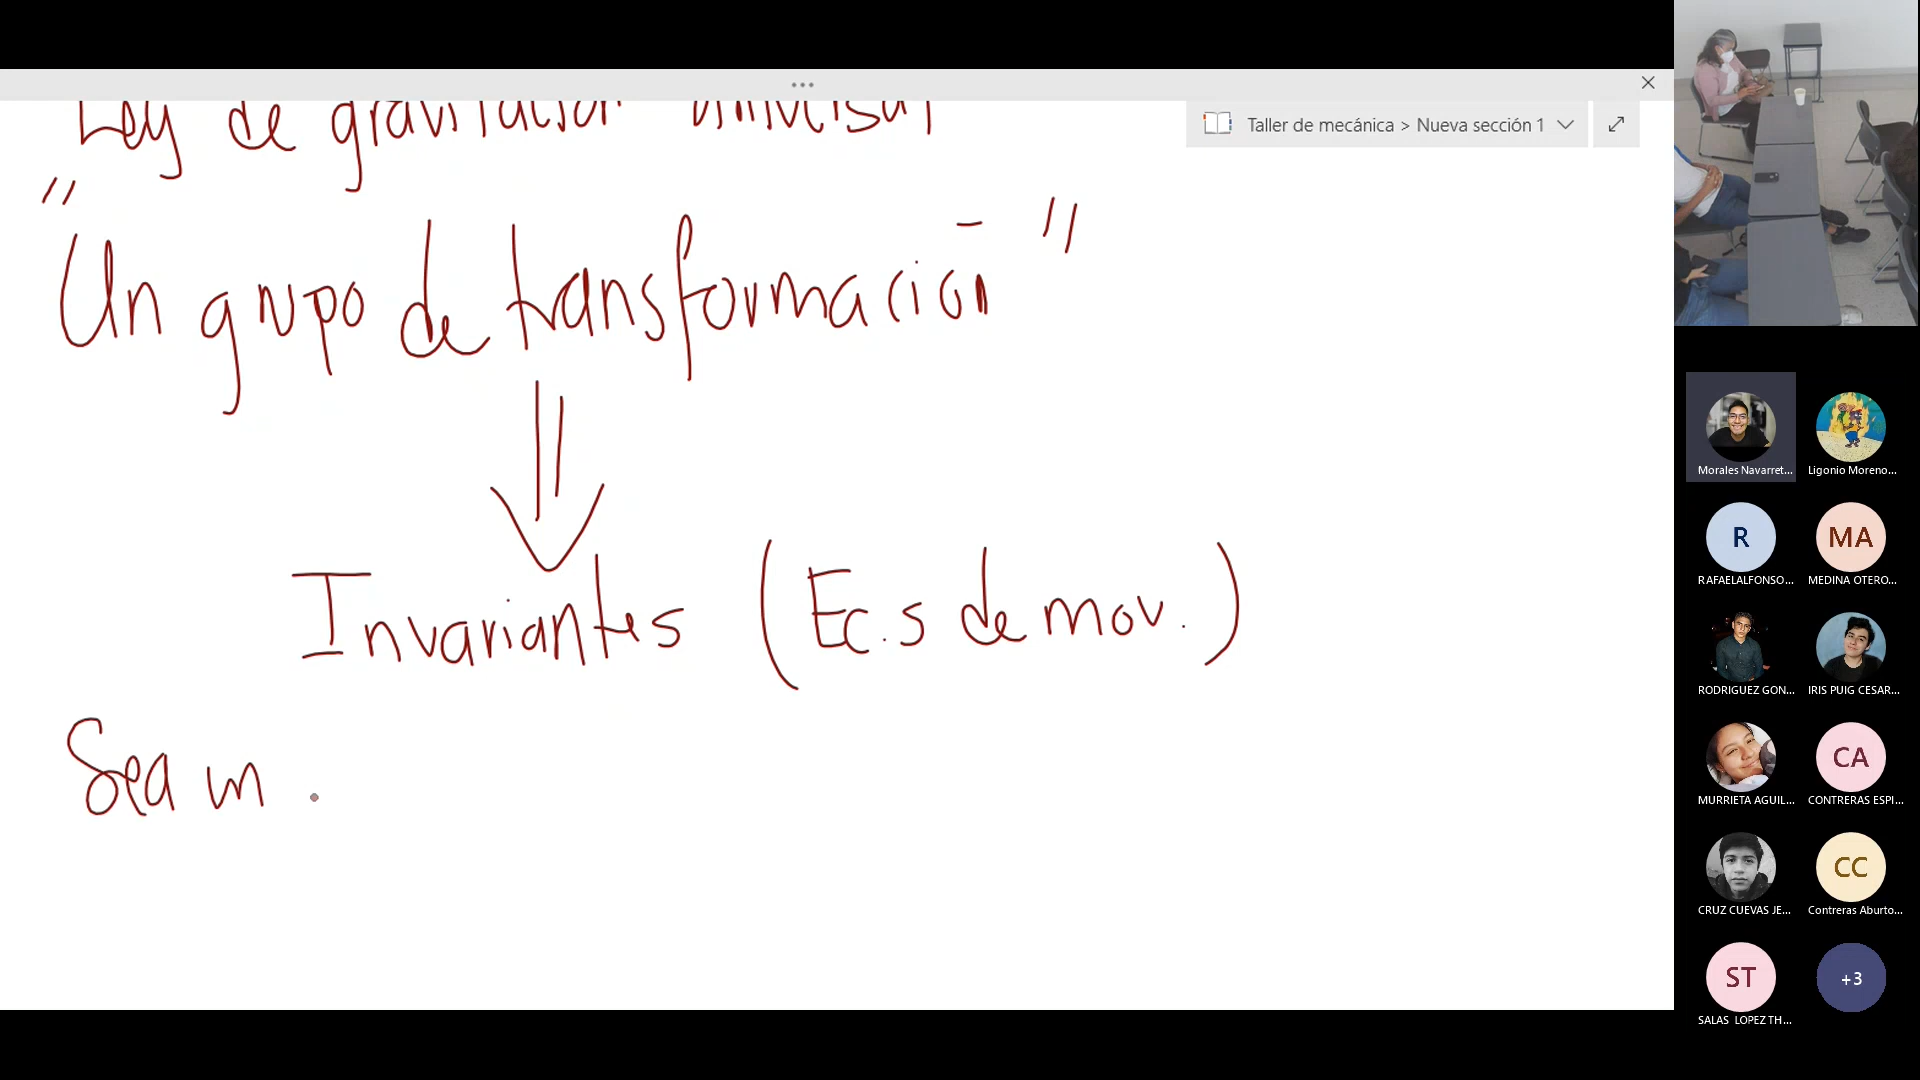 Ley de gravitación universal
Taller de mecánica > Nueva sección 1
"Un grupo de transformación"
Invariantes (Ec.s de mov.)
Sea un
Morales Navarret...
Ligonio Moreno...
R
MA
RAFAELALFONSO...
MEDINA OTERO...
RODRIGUEZ GON...
IRIS PUIG CESAR...
CA
MURRIETA AGUIL...
CONTRERAS ESPI...
CC
CRUZ CUEVAS JE...
Contreras Aburto...
ST
+3
SALAS LOPEZ TH...